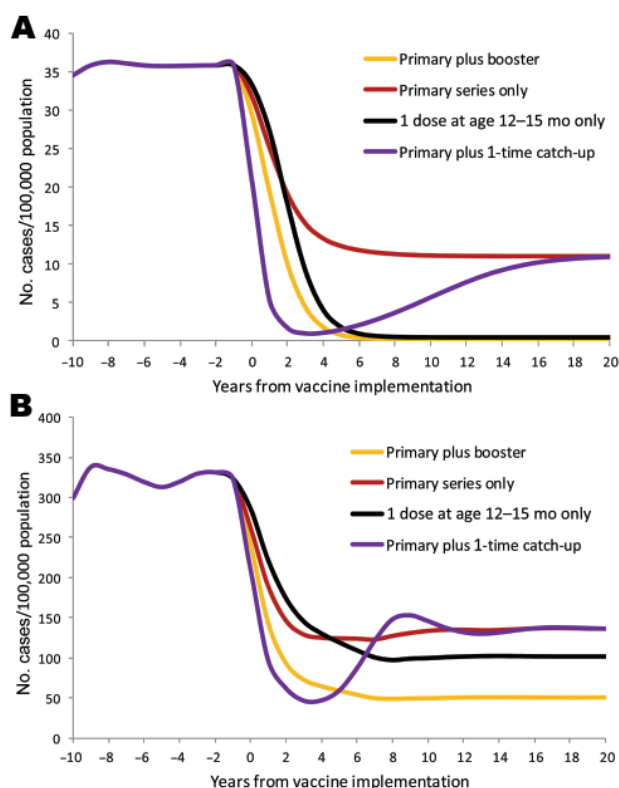 A
40
35
30
25
20
15
10
5
0
No. cases/100,000 population
Primary plus booster
Primary series only
1 dose at age 12–15 mo only
Primary plus 1-time catch-up
–10 –8 –6 –4 –2 0 2 4 6 8 10 12 14 16 18 20
Years from vaccine implementation
B
400
350
300
250
200
150
100
50
0
No. cases/100,000 population
Primary plus booster
Primary series only
1 dose at age 12–15 mo only
Primary plus 1-time catch-up
–10 –8 –6 –4 –2 0 2 4 6 8 10 12 14 16 18 20
Years from vaccine implementation